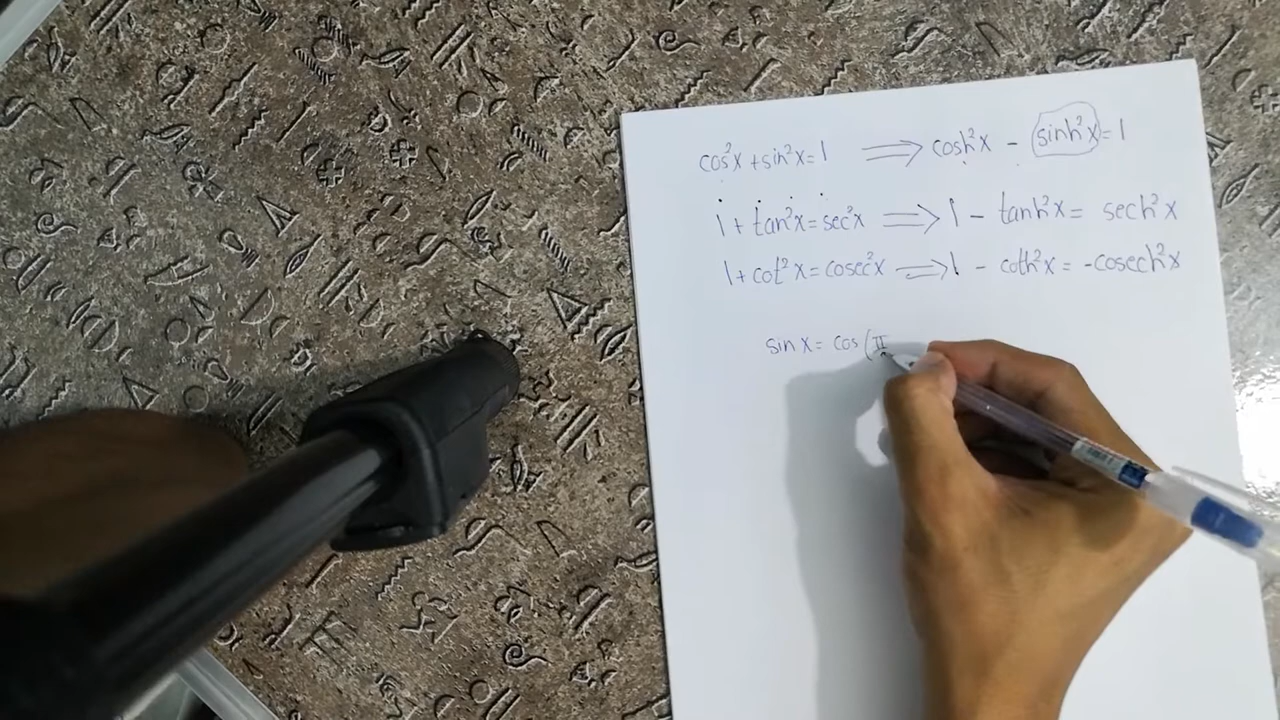 cos²x + sin²x = 1 ⟹ cosh²x - sinh²x = 1
1 + tan²x = sec²x ⟹ 1 - tanh²x = sech²x
1 + cot²x = cosec²x ⟹ 1 - coth²x = -cosech²x
sin x = cos (π